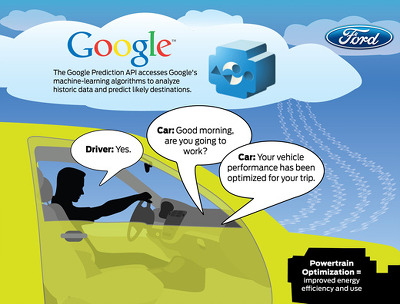 Google™
Ford
The Google Prediction API accesses Google's
machine-learning algorithms to analyze
historic data and predict likely destinations.
Car: Good morning,
are you going to
work?
Driver: Yes.
Car: Your vehicle
performance has been
optimized for your trip.
Powertrain
Optimization =
improved energy
efficiency and use